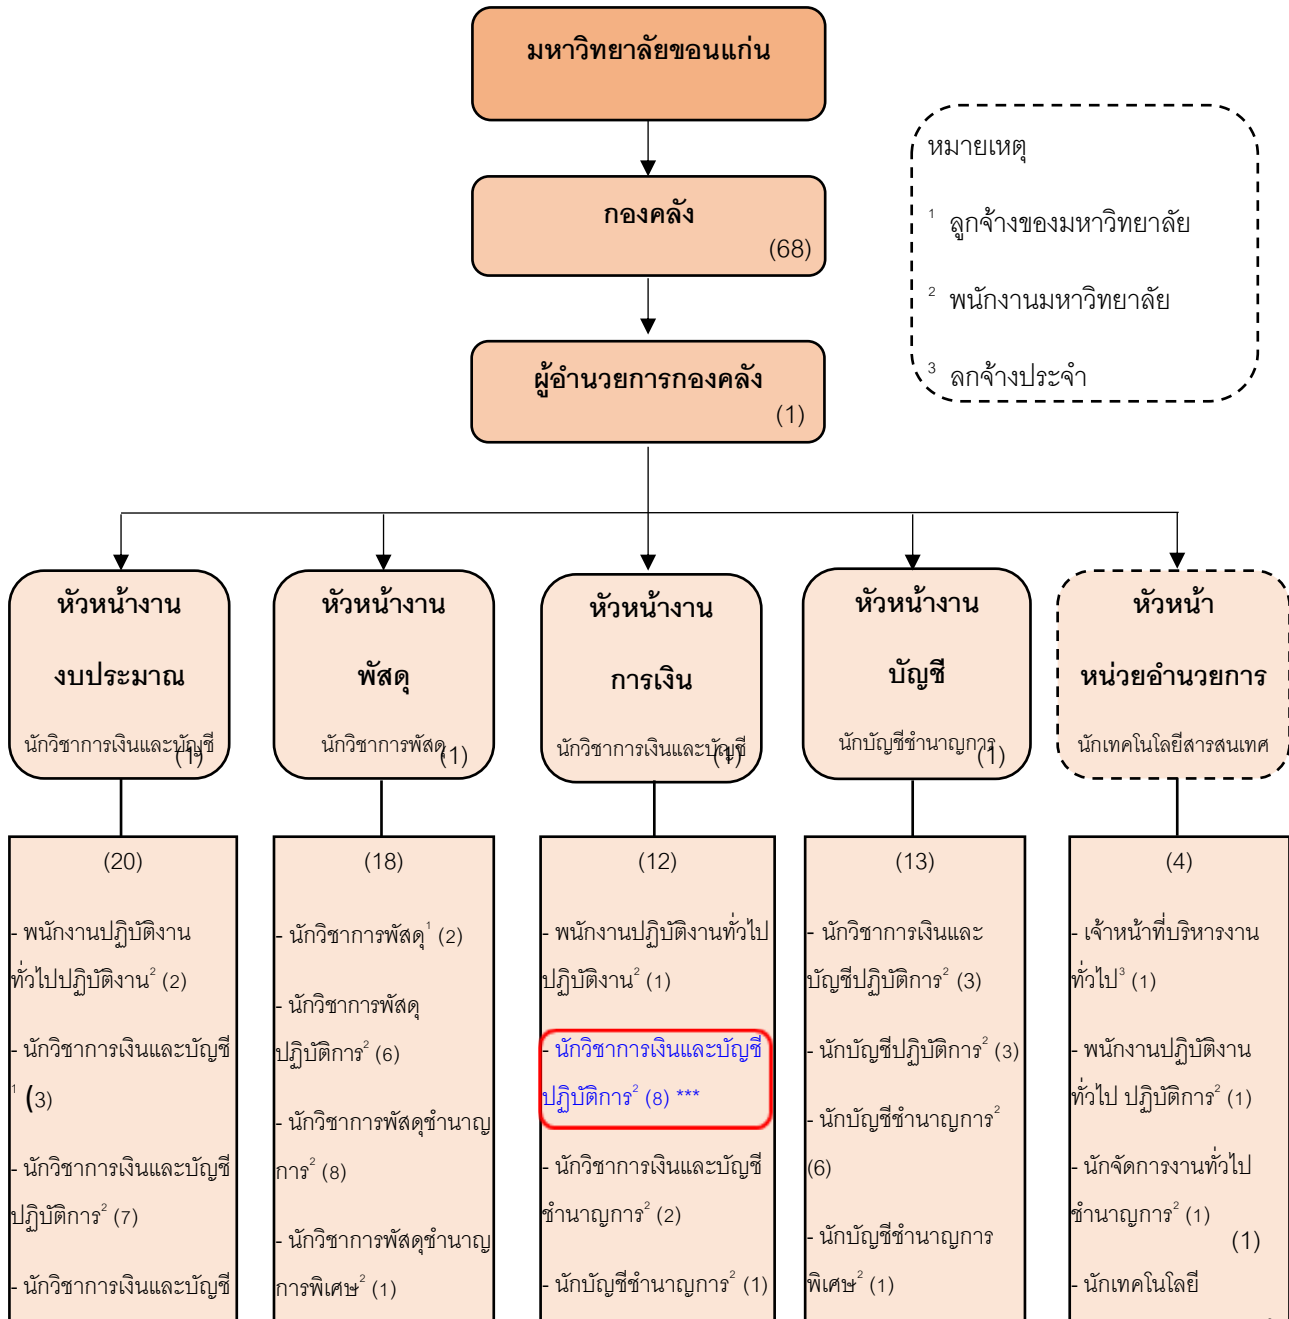 มหาวิทยาลัยขอนแก่น
กองคลัง
(68)
ผู้อำนวยการกองคลัง
(1)
หมายเหตุ
¹ ลูกจ้างของมหาวิทยาลัย
² พนักงานมหาวิทยาลัย
³ ลกจ้างประจำ
หัวหน้างาน
งบประมาณ
นักวิชาการเงินและบัญชี
(1)
หัวหน้างาน
พัสดุ
นักวิชาการพัสดุ
(1)
หัวหน้างาน
การเงิน
นักวิชาการเงินและบัญชี
(1)
หัวหน้างาน
บัญชี
นักบัญชีชำนาญการ
(1)
หัวหน้า
หน่วยอำนวยการ
นักเทคโนโลยีสารสนเทศ
(20)
- พนักงานปฏิบัติงาน
ทั่วไปปฏิบัติงาน² (2)
- นักวิชาการเงินและบัญชี
¹ (3)
- นักวิชาการเงินและบัญชี
ปฏิบัติการ² (7)
- นักวิชาการเงินและบัญชี
(18)
- นักวิชาการพัสดุ¹ (2)
- นักวิชาการพัสดุ
ปฏิบัติการ² (6)
- นักวิชาการพัสดุชำนาญ
การ² (8)
- นักวิชาการพัสดุชำนาญ
การพิเศษ² (1)
(12)
- พนักงานปฏิบัติงานทั่วไป
ปฏิบัติงาน² (1)
- นักวิชาการเงินและบัญชี
ปฏิบัติการ² (8) ***
- นักวิชาการเงินและบัญชี
ชำนาญการ² (2)
- นักบัญชีชำนาญการ² (1)
(13)
- นักวิชาการเงินและ
บัญชีปฏิบัติการ² (3)
- นักบัญชีปฏิบัติการ² (3)
- นักบัญชีชำนาญการ²
(6)
- นักบัญชีชำนาญการ
พิเศษ² (1)
(4)
- เจ้าหน้าที่บริหารงาน
ทั่วไป³ (1)
- พนักงานปฏิบัติงาน
ทั่วไป ปฏิบัติการ² (1)
- นักจัดการงานทั่วไป
ชำนาญการ² (1)
(1)
- นักเทคโนโลยี